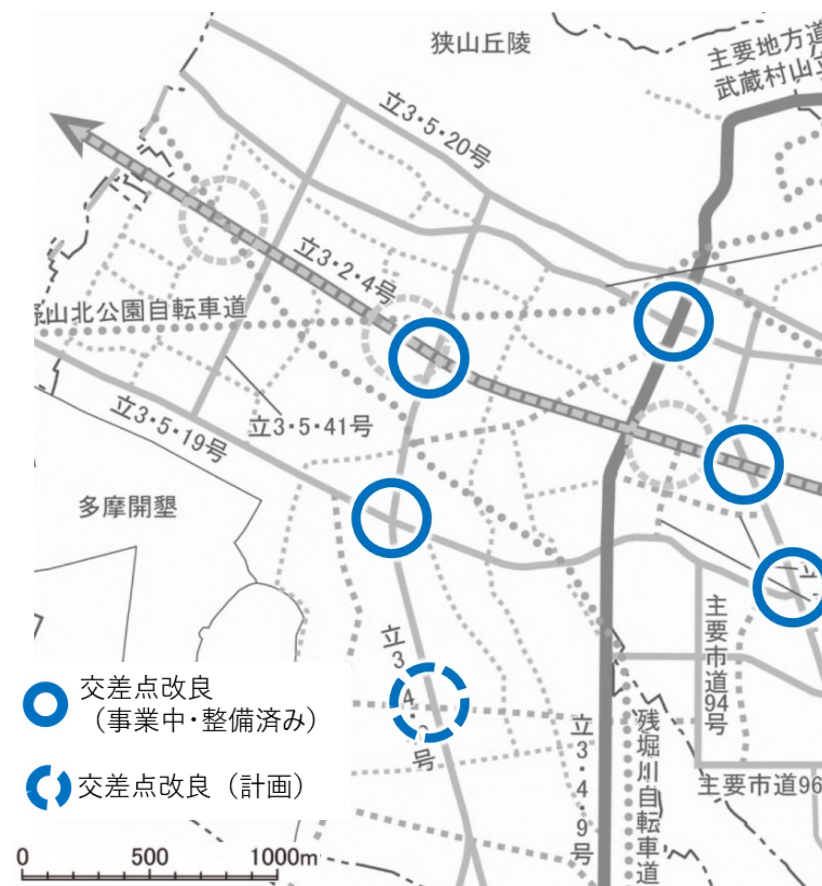 狭山丘陵
主要地方道
武蔵村山
立3・5・20号
立3・2・4号
山北公園自転車道
立3・5・41号
立3・5・19号
多摩開墾
主要市道94号
立3・4・
号
立3・4・9号
残堀川自転車道
主要市道96
交差点改良
（事業中・整備済み）
交差点改良（計画）
0 500 1000m